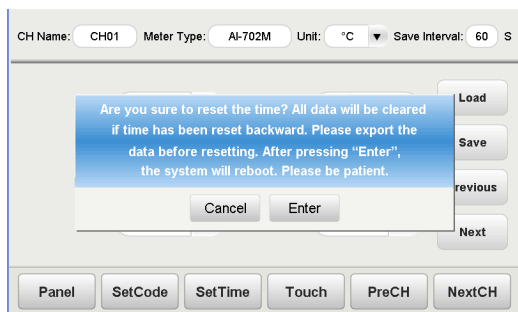 CH Name: CH01 Meter Type: AI-702M Unit: °C ▼ Save Interval: 60 S
Are you sure to reset the time? All data will be cleared
if time has been reset backward. Please export the
data before resetting. After pressing “Enter”,
the system will reboot. Please be patient.
Cancel Enter
Load
Save
revious
Next
Panel SetCode SetTime Touch PreCH NextCH